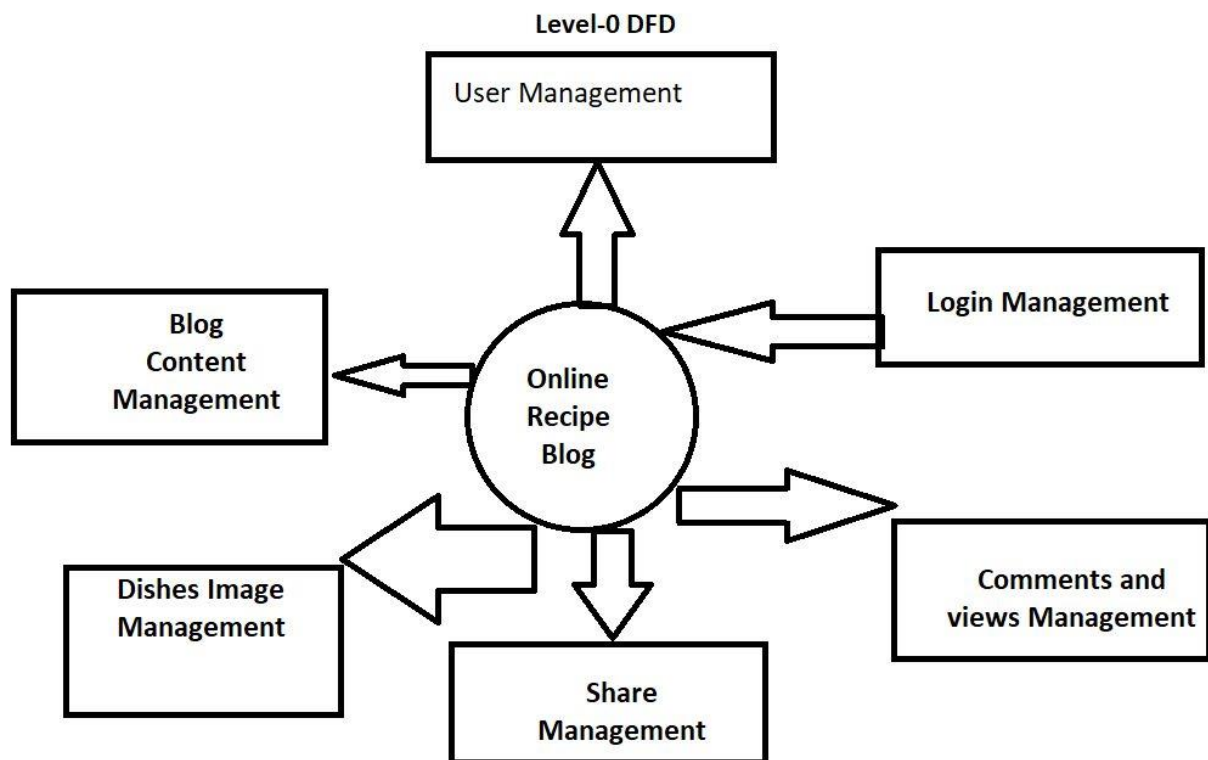 Level-0 DFD
User Management
Login Management
Blog
Content
Management
Online
Recipe
Blog
Dishes Image
Management
Comments and
views Management
Share
Management